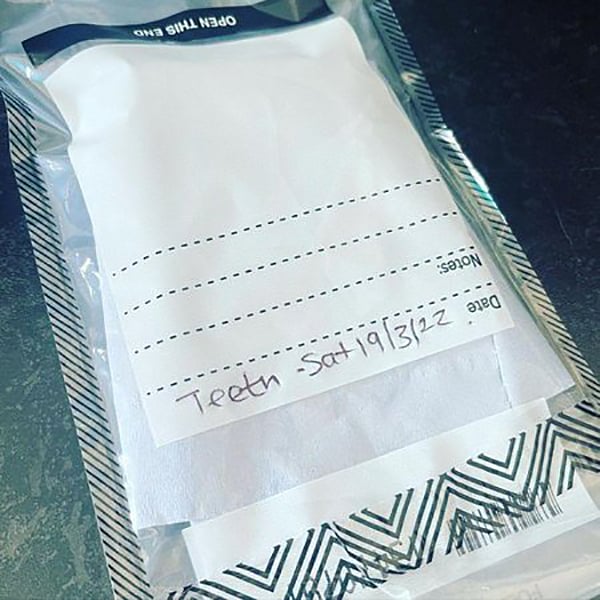 OPEN THIS END
Notes:
Date
Teeth - Sat 19/3/22